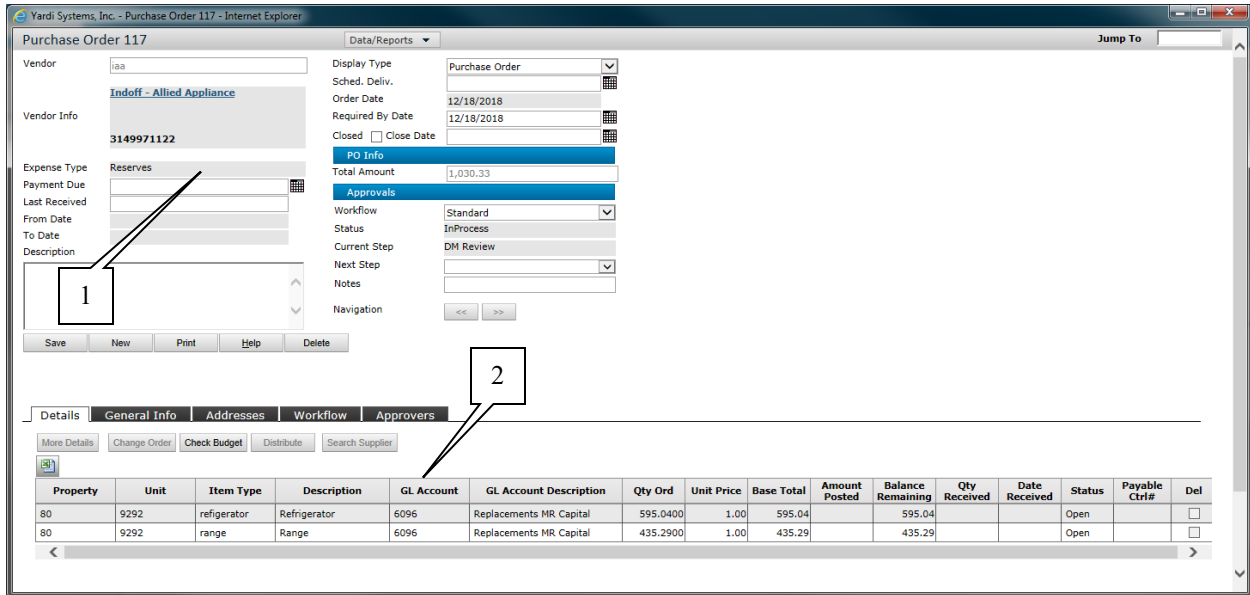 Yardi Systems, Inc. - Purchase Order 117 - Internet Explorer
Purchase Order 117
Data/Reports
Jump To
Vendor
iaa
Vendor Info
Indoff - Allied Appliance
3149971122
Expense Type
Reserves
Payment Due
Last Received
From Date
To Date
Description
1
Display Type
Purchase Order
Sched. Deliv.
Order Date
12/18/2018
Required By Date
12/18/2018
Closed Close Date
PO Info
Total Amount
1,030.33
Approvals
Workflow
Standard
Status
InProcess
Current Step
DM Review
Next Step
Notes
Navigation
<< >>
Save New Print Help Delete
2
Details General Info Addresses Workflow Approvers
More Details Change Order Check Budget Distribute Search Supplier
Property Unit Item Type Description GL Account GL Account Description Qty Ord Unit Price Base Total Amount Posted Balance Remaining Qty Received Date Received Status Payable Ctrl# Del
80 9292 refigerator Refrigerator 6096 Replacements MR Capital 595.0400 1.00 595.04 595.04 Open
80 9292 range Range 6096 Replacements MR Capital 435.2900 1.00 435.29 435.29 Open